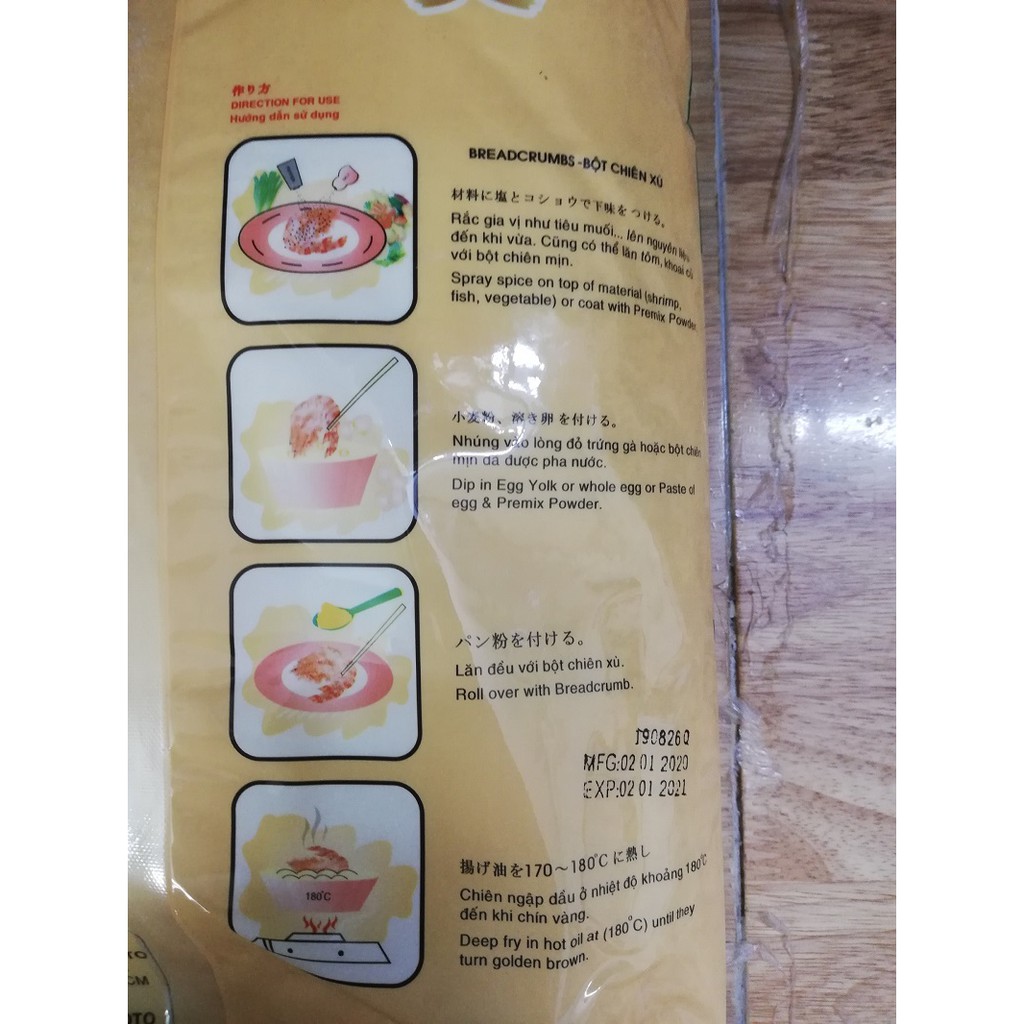 作り方
DIRECTION FOR USE
Hướng dẫn sử dụng
BREADCRUMBS -BỘT CHIÊN XÙ
材料に塩とコショウで下味をつける。
Rắc gia vị như tiêu muối... lên nguyên liệu
đến khi vừa. Cũng có thể lăn tôm, khoai củ
với bột chiên mịn.
Spray spice on top of material (shrimp,
fish, vegetable) or coat with Premix Powder.
小麦粉、溶き卵を付ける。
Nhúng vào lòng đỏ trứng gà hoặc bột chiên
mịn đã được pha nước.
Dip in Egg Yolk or whole egg or Paste of
egg & Premix Powder.
パン粉を付ける。
Lăn đều với bột chiên xù.
Roll over with Breadcrumb.
190826Q
MFG:02 01 2020
EXP:02 01 2021
180°C
揚げ油を170～180°Cに熱し
Chiên ngập dầu ở nhiệt độ khoảng 180°C
đến khi chín vàng.
Deep fry in hot oil at (180°C) until they
turn golden brown.